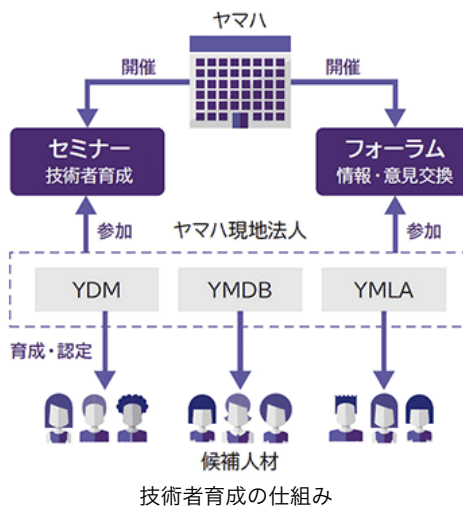 ヤマハ
開催
開催
セミナー
技術者育成
フォーラム
情報・意見交換
参加
ヤマハ現地法人
参加
YDM
YMDB
YMLA
育成・認定
候補人材
技術者育成の仕組み